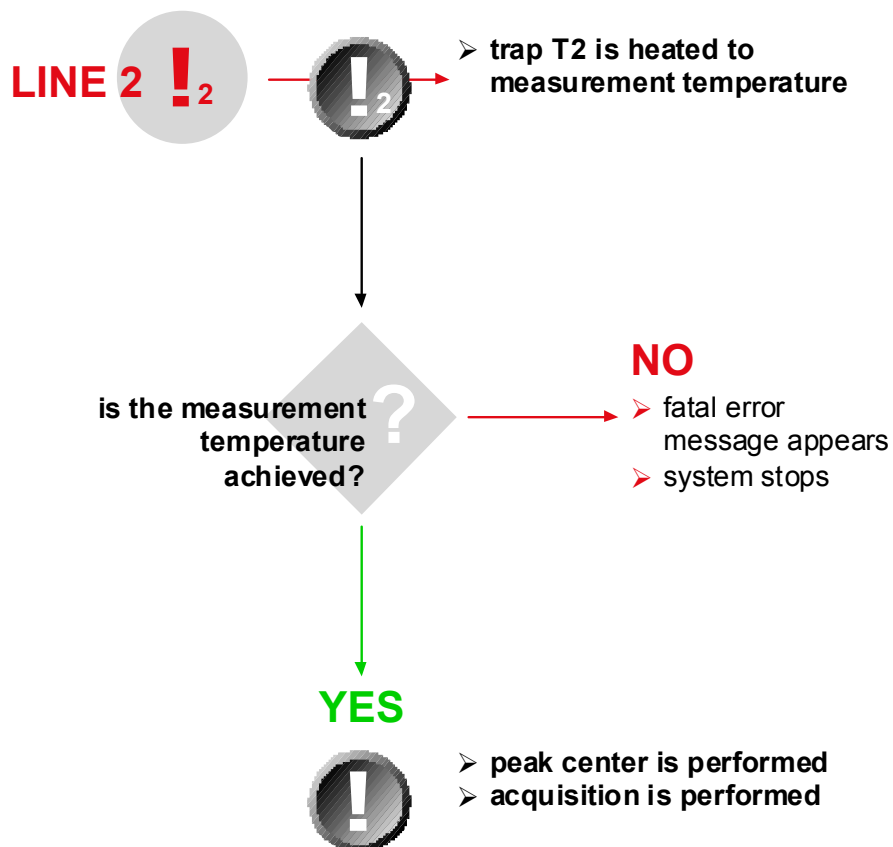 LINE 2 !2
!2
➢ trap T2 is heated to
measurement temperature
is the measurement
temperature
achieved?
?
NO
➢ fatal error
message appears
➢ system stops
YES
!
➢ peak center is performed
➢ acquisition is performed